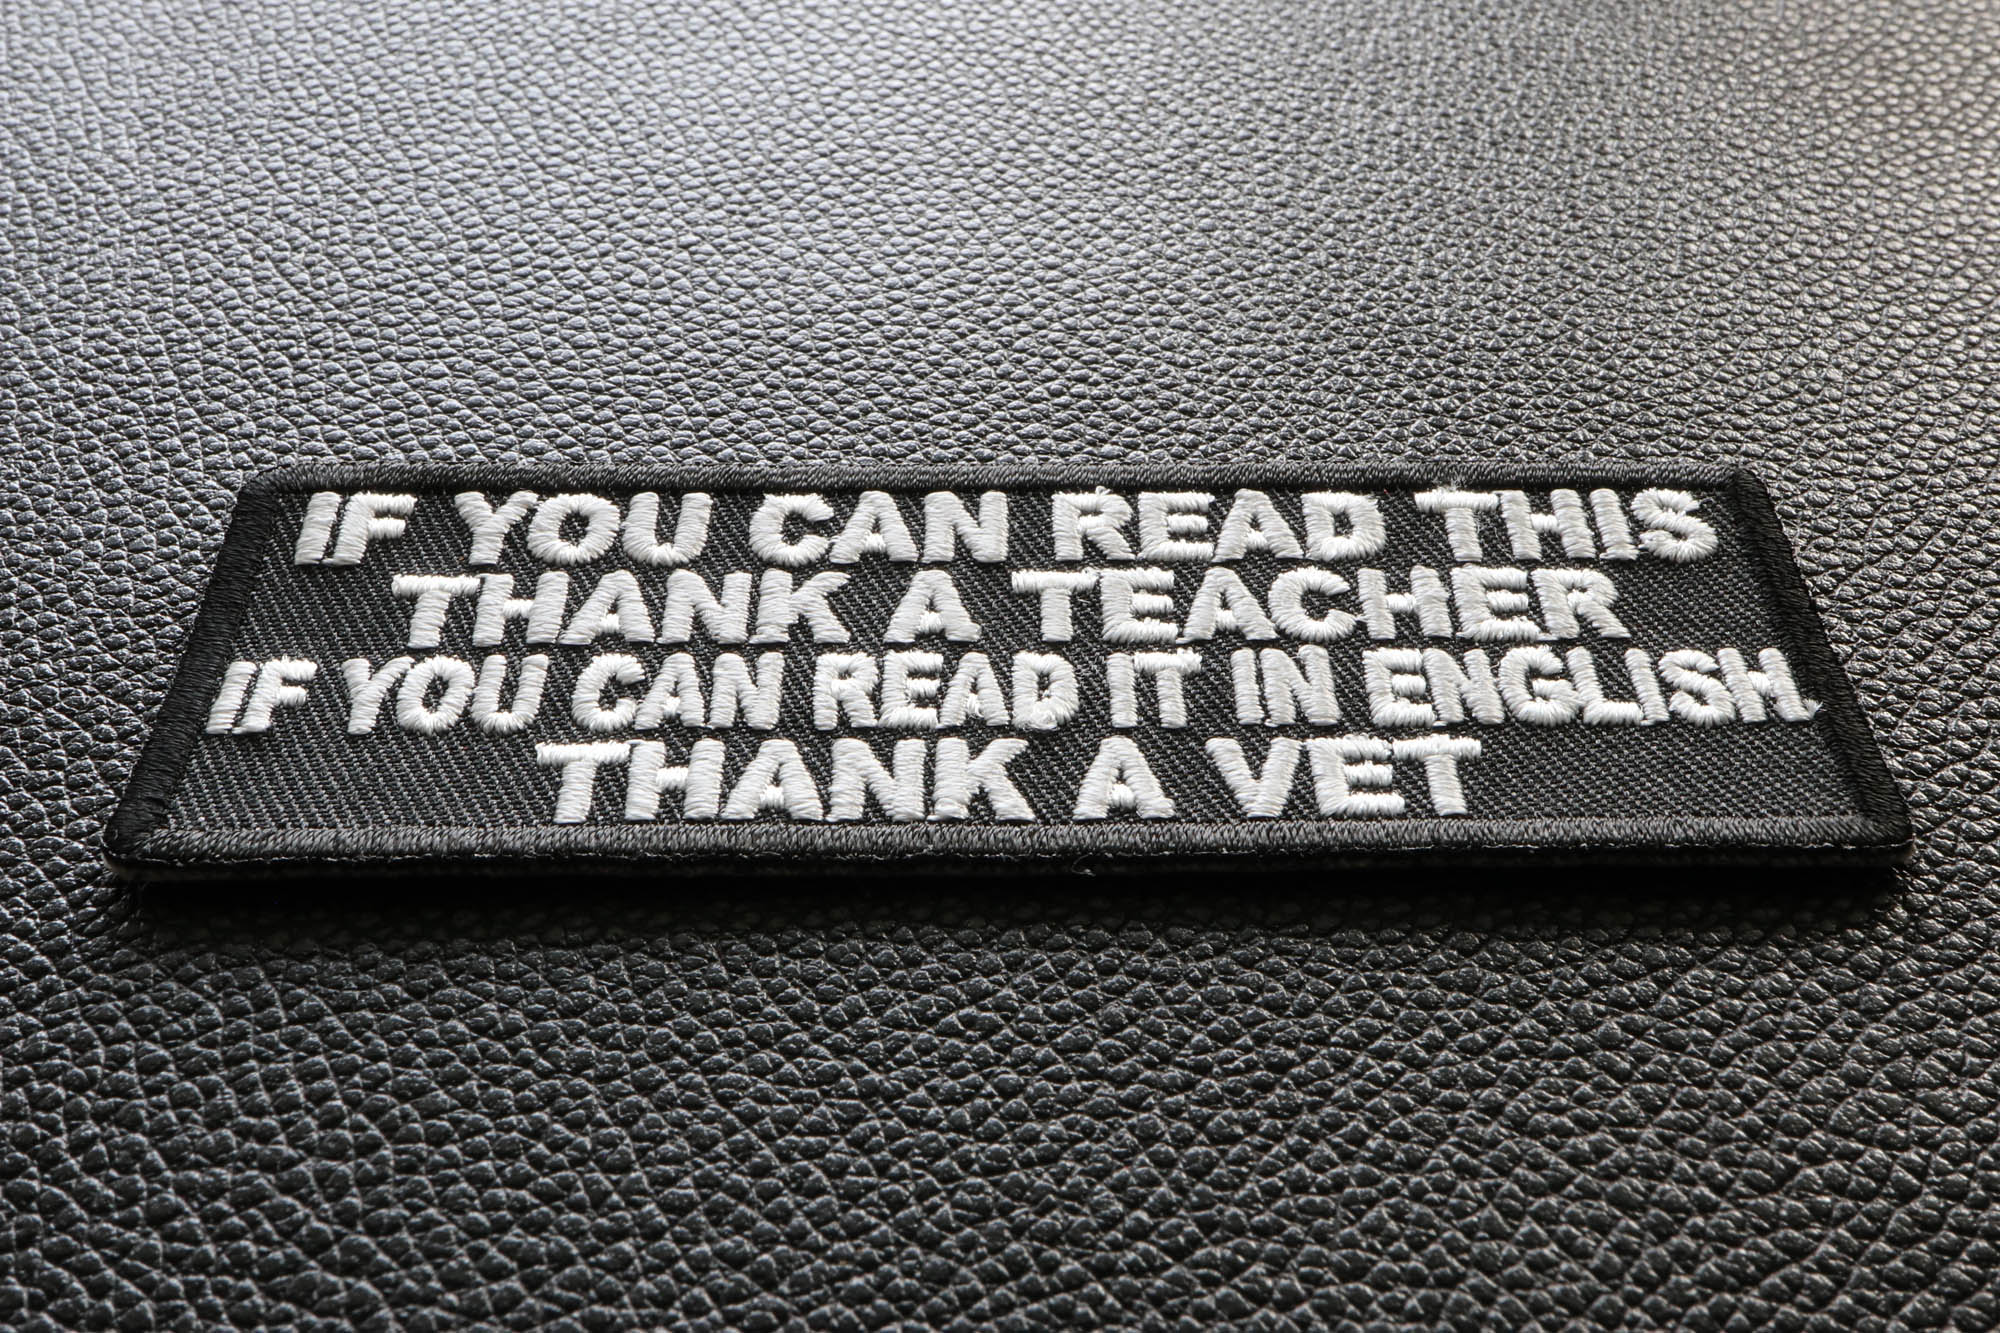 IF YOU CAN READ THIS
THANK A TEACHER
IF YOU CAN READ IT IN ENGLISH.
THANK A VET